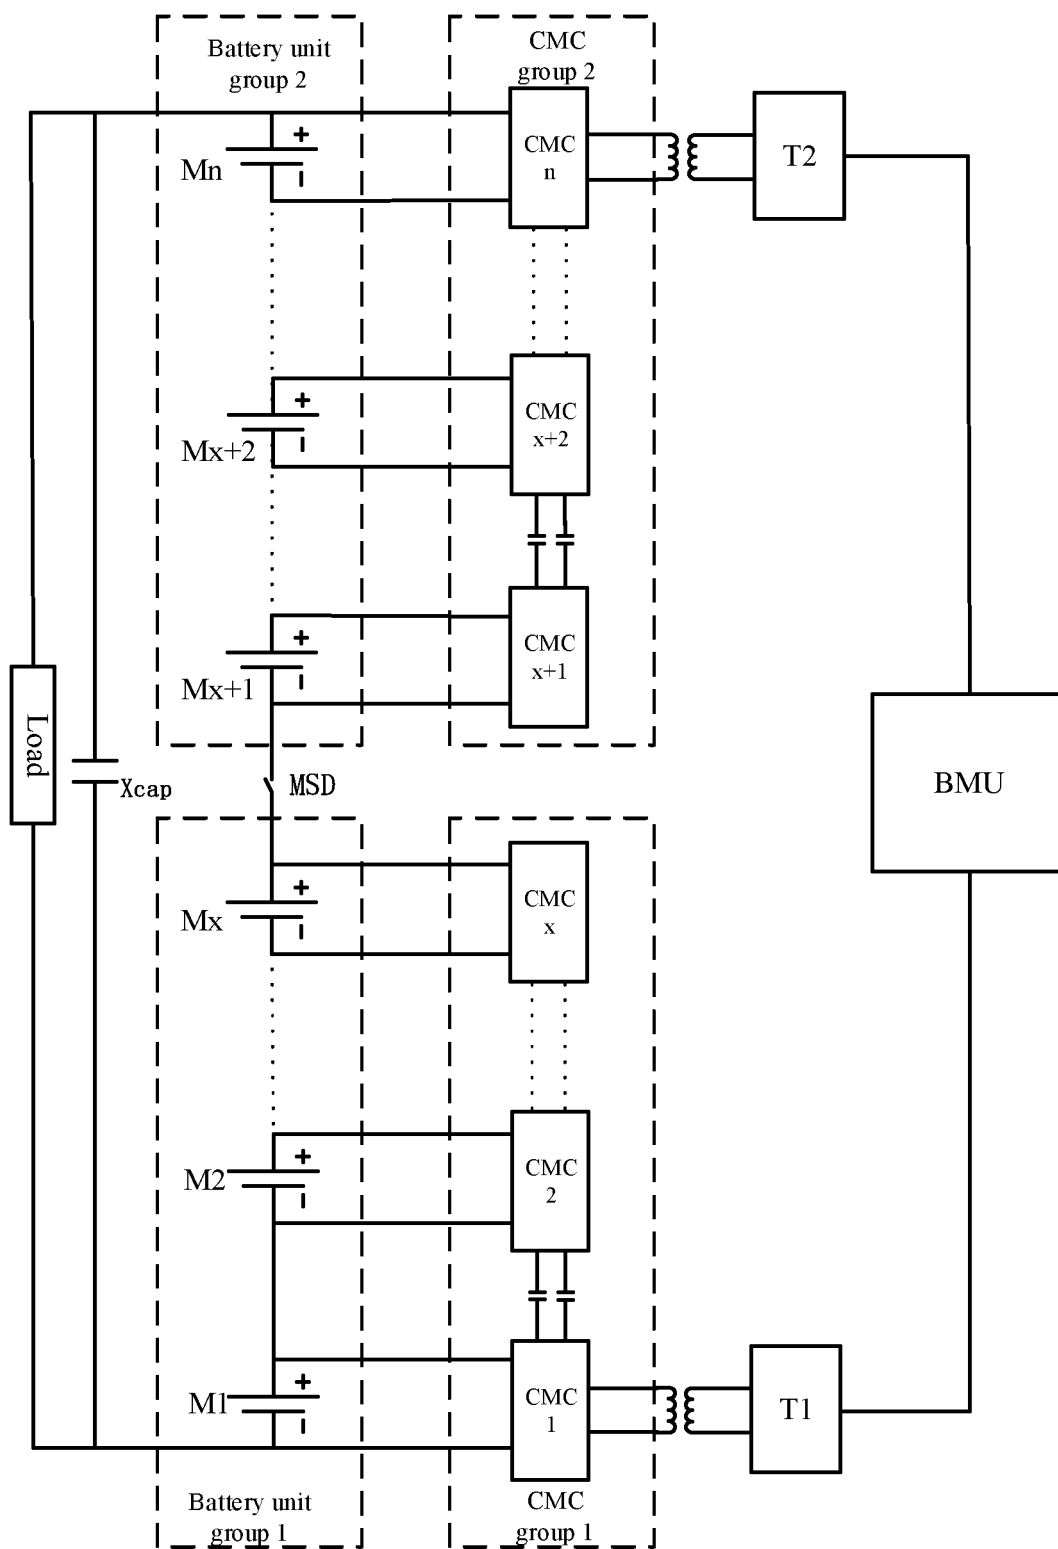 Battery unit
group 2
CMC
group 2
+
Mn
CMC
n
T2
+
Mx+2
CMC
x+2
+
Mx+1
CMC
x+1
Load
Xcap
MSD
BMU
+
Mx
CMC
x
+
M2
CMC
2
+
M1
CMC
1
T1
Battery unit
group 1
CMC
group 1